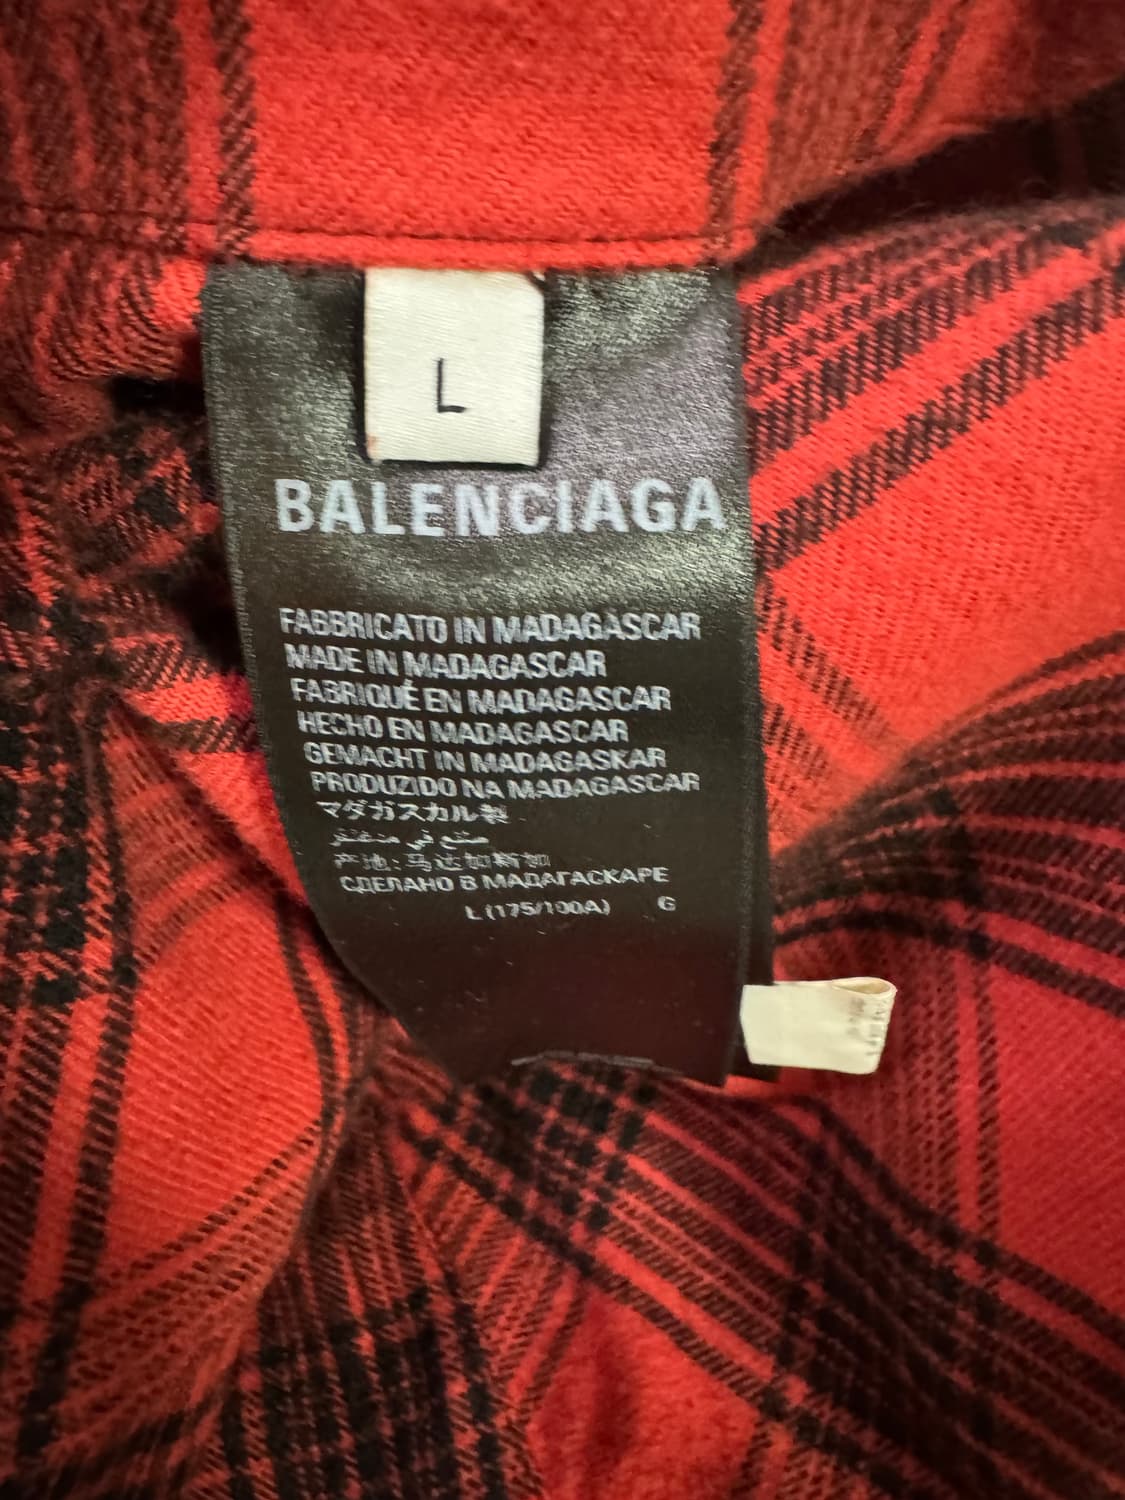 L
BALENCIAGA
FABBRICATO IN MADAGASCAR
MADE IN MADAGASCAR
FABRIQUÉ EN MADAGASCAR
HECHO EN MADAGASCAR
GEMACHT IN MADAGASKAR
PRODUZIDO NA MADAGASCAR
マダガスカル製
صنع في مدغشقر
产地:马达加斯加
СДЕЛАНО В МАДАГАСКАРЕ
L (175/100A) G